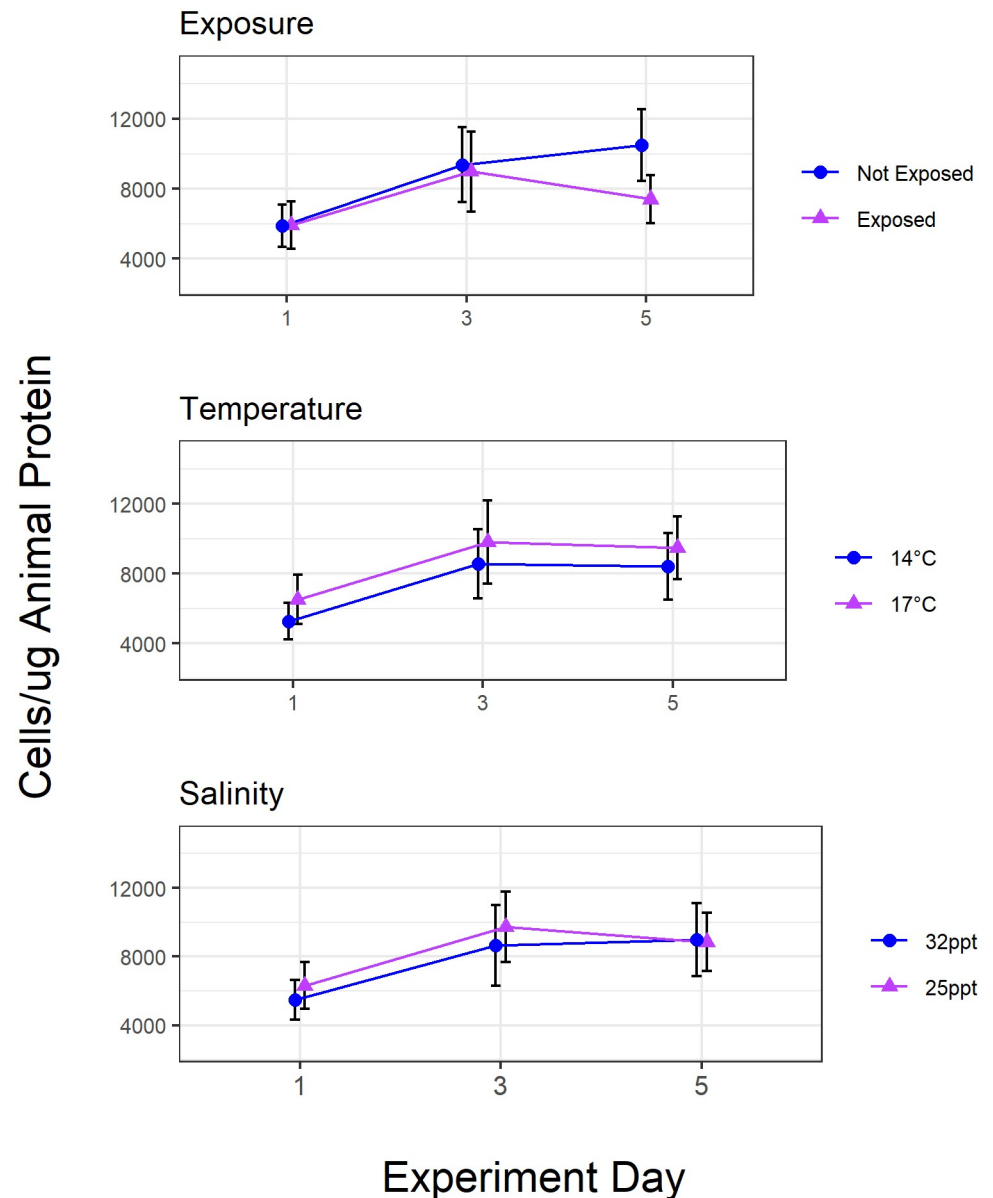 Exposure
12000
8000
4000
1 3 5
Not Exposed
Exposed
Cells/ug Animal Protein
Temperature
12000
8000
4000
1 3 5
14°C
17°C
Salinity
12000
8000
4000
1 3 5
32ppt
25ppt
Experiment Day